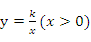 y = k/x (x > 0)